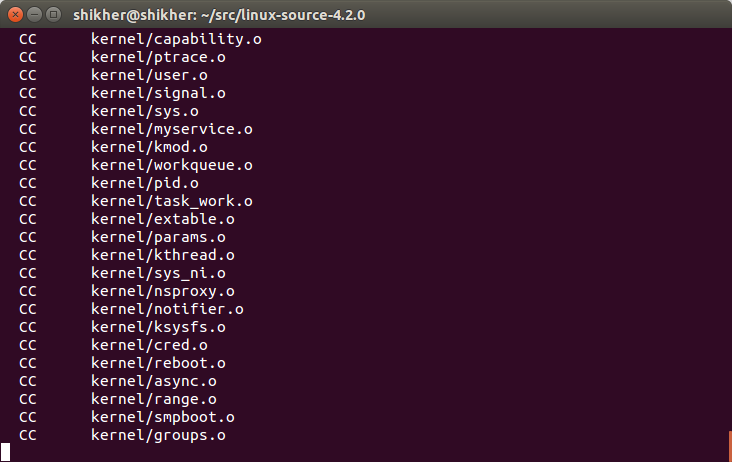 shikher@shikher: ~/src/linux-source-4.2.0
CC      kernel/capability.o
CC      kernel/ptrace.o
CC      kernel/user.o
CC      kernel/signal.o
CC      kernel/sys.o
CC      kernel/myservice.o
CC      kernel/kmod.o
CC      kernel/workqueue.o
CC      kernel/pid.o
CC      kernel/task_work.o
CC      kernel/extable.o
CC      kernel/params.o
CC      kernel/kthread.o
CC      kernel/sys_ni.o
CC      kernel/nsproxy.o
CC      kernel/notifier.o
CC      kernel/ksysfs.o
CC      kernel/cred.o
CC      kernel/reboot.o
CC      kernel/async.o
CC      kernel/range.o
CC      kernel/smpboot.o
CC      kernel/groups.o